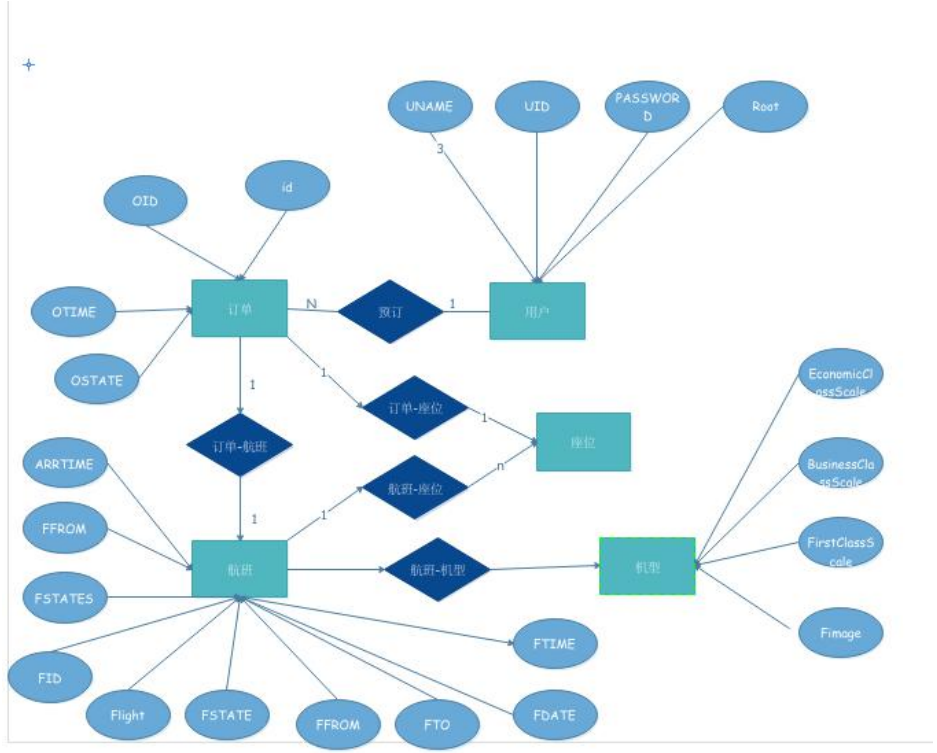 UNAME
UID
PASSWOR
D
Root
3
OID
id
OTIME
订单
N
预订
1
用户
OSTATE
1
1
订单-座位
1
EconomicCl
assScale
订单-航班
座位
ARRTIME
航班-座位
n
BusinessCla
ssScale
FFROM
1
1
FirstClassS
cale
航班
航班-机型
机型
FSTATES
Fimage
FTIME
FID
Flight
FSTATE
FFROM
FTO
FDATE